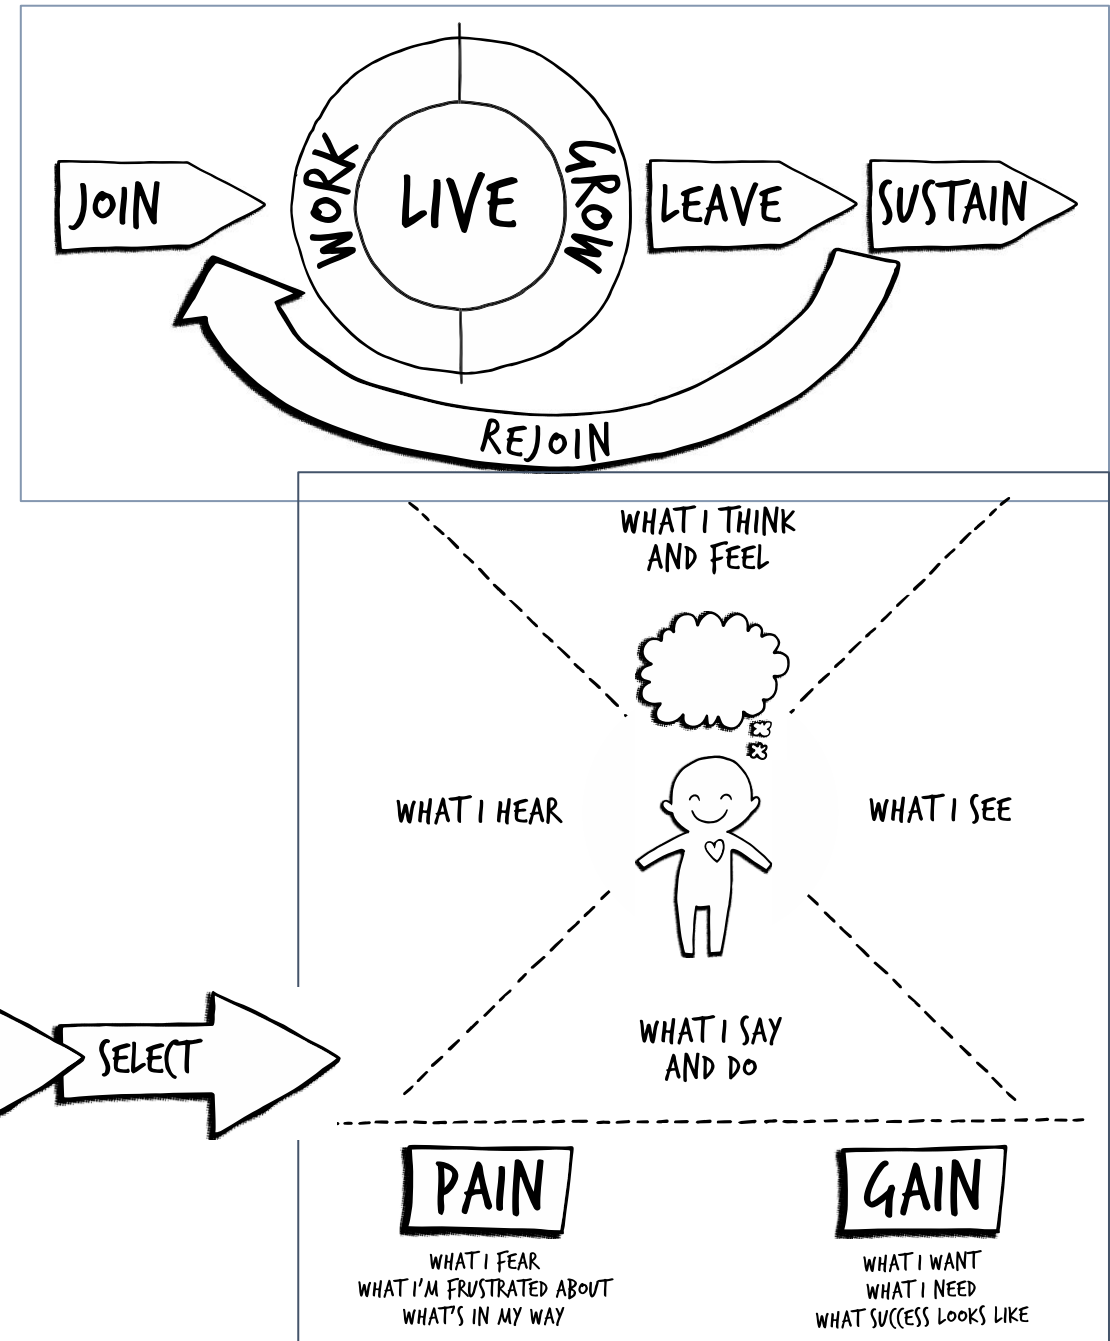 JOIN
WORK
LIVE
GROW
LEAVE
SUSTAIN
REJOIN
WHAT I THINK
AND FEEL
WHAT I HEAR
WHAT I SEE
WHAT I SAY
AND DO
SELECT
PAIN
WHAT I FEAR
WHAT I'M FRUSTRATED ABOUT
WHAT'S IN MY WAY
GAIN
WHAT I WANT
WHAT I NEED
WHAT SUCCESS LOOKS LIKE